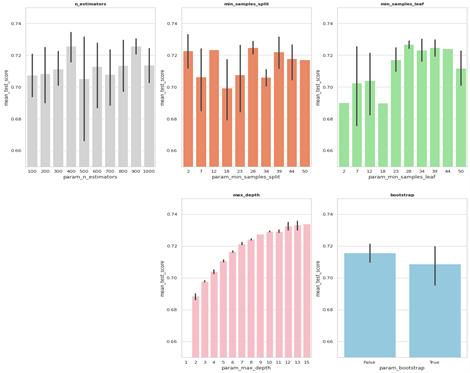 n_estimators
0.74
0.72
0.70
0.68
0.66
mean_test_score
100 200 300 400 500 600 700 800 900 1000
param_n_estimators
min_samples_split
0.74
0.72
0.70
0.68
0.66
mean_test_score
2 7 12 18 23 28 34 39 44 50
param_min_samples_split
min_samples_leaf
0.74
0.72
0.70
0.68
0.66
mean_test_score
2 7 12 18 23 28 34 39 44 50
param_min_samples_leaf
max_depth
0.74
0.72
0.70
0.68
0.66
mean_test_score
1 2 3 4 5 6 7 8 9 10 11 12 13 15
param_max_depth
bootstrap
0.74
0.72
0.70
0.68
0.66
mean_test_score
False True
param_bootstrap